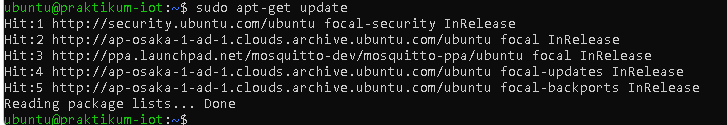 ubuntu@praktikum-iot:~$ sudo apt-get update
Hit:1 http://security.ubuntu.com/ubuntu focal-security InRelease
Hit:2 http://ap-osaka-1-ad-1.clouds.archive.ubuntu.com/ubuntu focal InRelease
Hit:3 http://ppa.launchpad.net/mosquitto-dev/mosquitto-ppa/ubuntu focal InRelease
Hit:4 http://ap-osaka-1-ad-1.clouds.archive.ubuntu.com/ubuntu focal-updates InRelease
Hit:5 http://ap-osaka-1-ad-1.clouds.archive.ubuntu.com/ubuntu focal-backports InRelease
Reading package lists... Done
ubuntu@praktikum-iot:~$